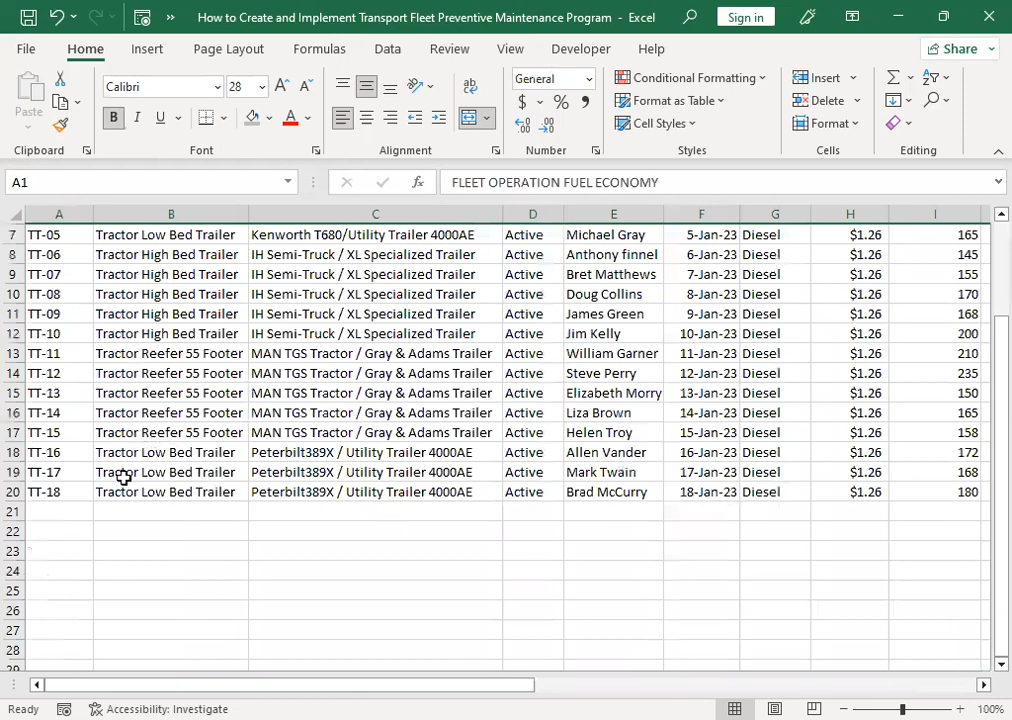 How to Create and Implement Transport Fleet Preventive Maintenance Program - Excel Sign in
File Home Insert Page Layout Formulas Data Review View Developer Help Share
Paste Calibri 28 General Conditional Formatting Insert
B I U $ % Format as Table Delete
Cell Styles Format
Clipboard Font Alignment Number Styles Cells Editing
A1 fx FLEET OPERATION FUEL ECONOMY
A B C D E F G H I
7 TT-05 Tractor Low Bed Trailer Kenworth T680/Utility Trailer 4000AE Active Michael Gray 5-Jan-23 Diesel $1.26 165
8 TT-06 Tractor High Bed Trailer IH Semi-Truck / XL Specialized Trailer Active Anthony finnel 6-Jan-23 Diesel $1.26 145
9 TT-07 Tractor High Bed Trailer IH Semi-Truck / XL Specialized Trailer Active Bret Matthews 7-Jan-23 Diesel $1.26 155
10 TT-08 Tractor High Bed Trailer IH Semi-Truck / XL Specialized Trailer Active Doug Collins 8-Jan-23 Diesel $1.26 170
11 TT-09 Tractor High Bed Trailer IH Semi-Truck / XL Specialized Trailer Active James Green 9-Jan-23 Diesel $1.26 168
12 TT-10 Tractor High Bed Trailer IH Semi-Truck / XL Specialized Trailer Active Jim Kelly 10-Jan-23 Diesel $1.26 200
13 TT-11 Tractor Reefer 55 Footer MAN TGS Tractor / Gray & Adams Trailer Active William Garner 11-Jan-23 Diesel $1.26 210
14 TT-12 Tractor Reefer 55 Footer MAN TGS Tractor / Gray & Adams Trailer Active Steve Perry 12-Jan-23 Diesel $1.26 235
15 TT-13 Tractor Reefer 55 Footer MAN TGS Tractor / Gray & Adams Trailer Active Elizabeth Morry 13-Jan-23 Diesel $1.26 150
16 TT-14 Tractor Reefer 55 Footer MAN TGS Tractor / Gray & Adams Trailer Active Liza Brown 14-Jan-23 Diesel $1.26 165
17 TT-15 Tractor Reefer 55 Footer MAN TGS Tractor / Gray & Adams Trailer Active Helen Troy 15-Jan-23 Diesel $1.26 158
18 TT-16 Tractor Low Bed Trailer Peterbilt389X / Utility Trailer 4000AE Active Allen Vander 16-Jan-23 Diesel $1.26 172
19 TT-17 Tractor Low Bed Trailer Peterbilt389X / Utility Trailer 4000AE Active Mark Twain 17-Jan-23 Diesel $1.26 168
20 TT-18 Tractor Low Bed Trailer Peterbilt389X / Utility Trailer 4000AE Active Brad McCurry 18-Jan-23 Diesel $1.26 180
21
22
23
24
25
26
27
28
29
Ready Accessibility: Investigate 100%